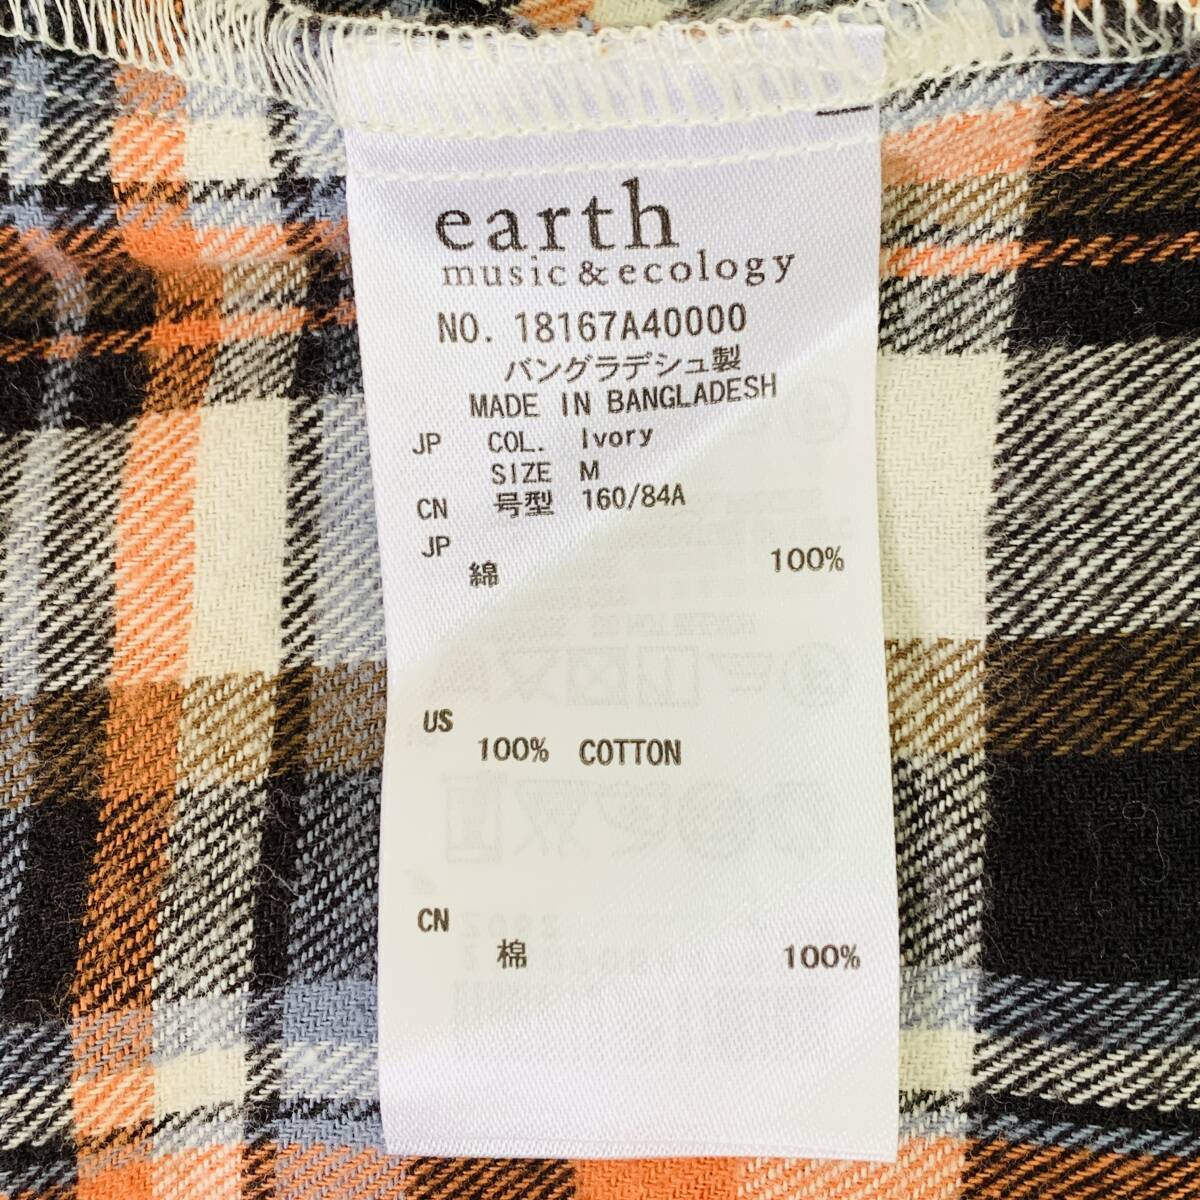 earth
music & ecology
NO. 18167A40000
バングラデシュ製
MADE IN BANGLADESH
JP COL. Ivory
SIZE M
CN 号型 160/84A
JP
綿 100%
US
100% COTTON
CN
棉 100%